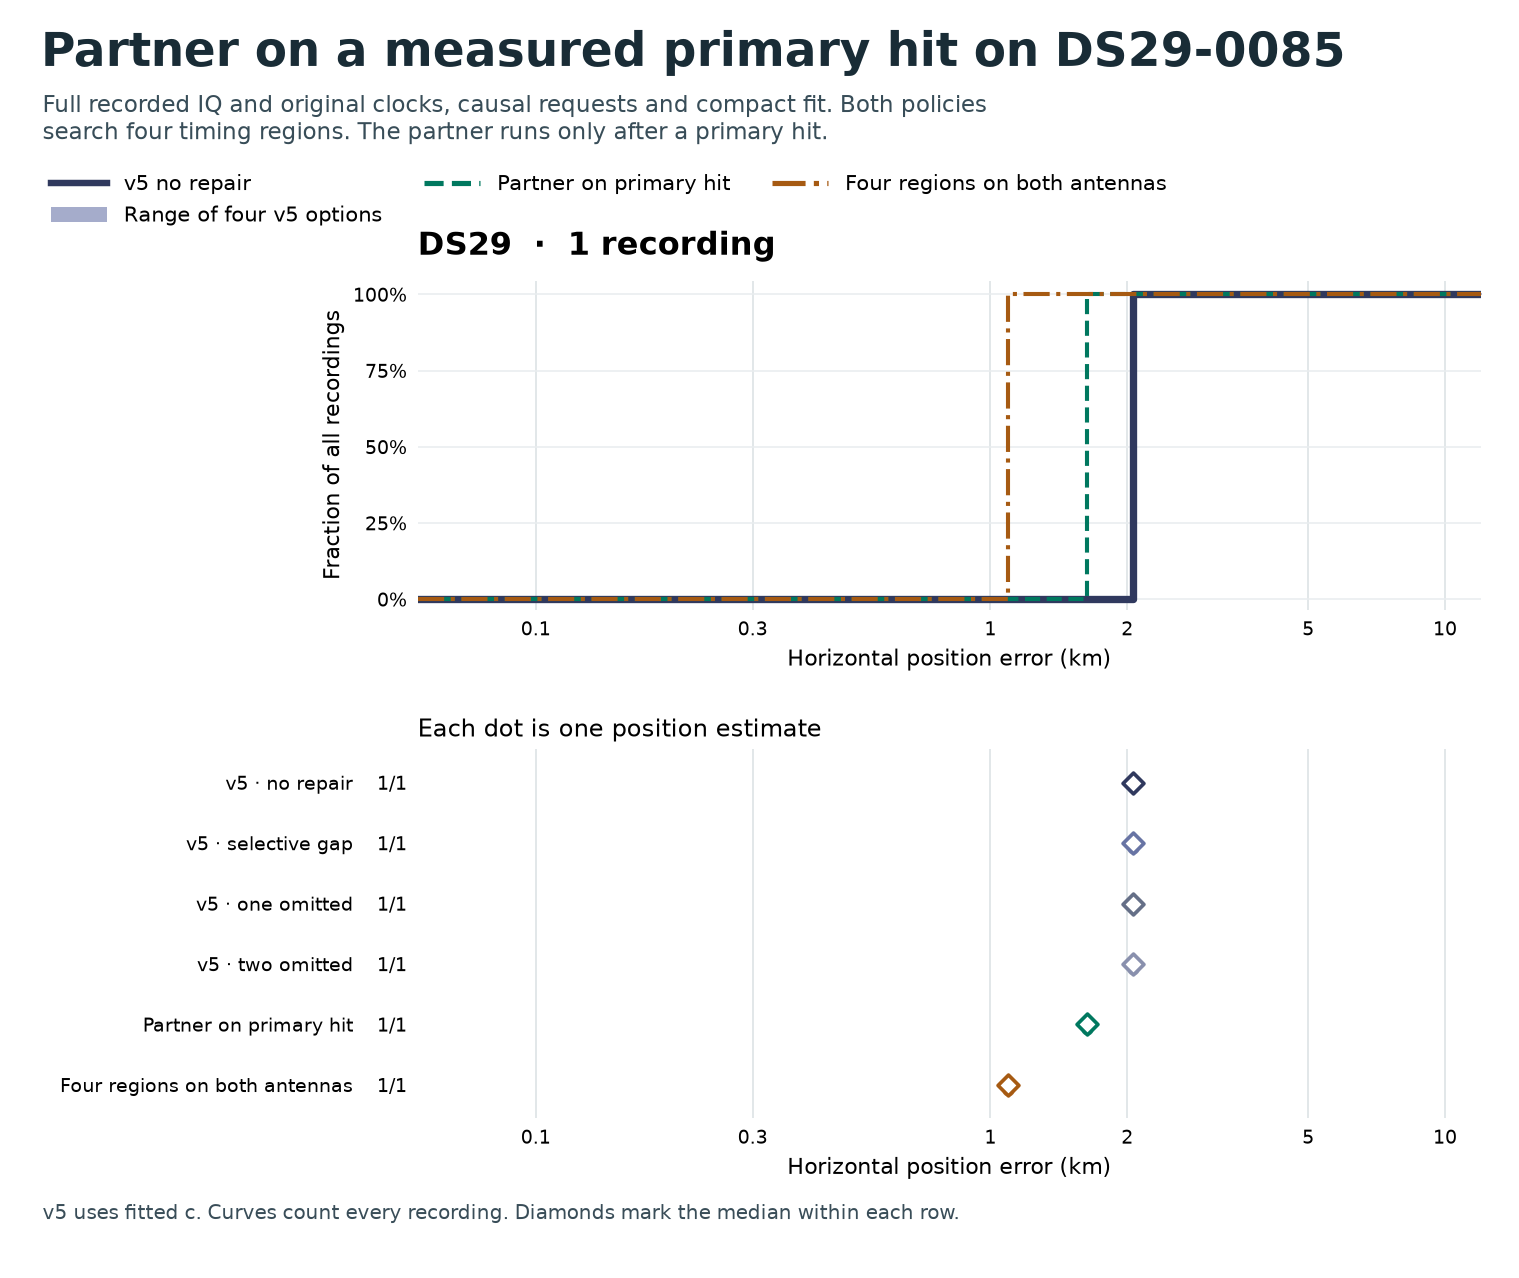 Partner on a measured primary hit on DS29-0085
Full recorded IQ and original clocks, causal requests and compact fit. Both policies
search four timing regions. The partner runs only after a primary hit.
v5 no repair
Partner on primary hit
Four regions on both antennas
Range of four v5 options
DS29 · 1 recording
Fraction of all recordings
100%
75%
50%
25%
0%
0.1 0.3 1 2 5 10
Horizontal position error (km)
Each dot is one position estimate
v5 · no repair 1/1
v5 · selective gap 1/1
v5 · one omitted 1/1
v5 · two omitted 1/1
Partner on primary hit 1/1
Four regions on both antennas 1/1
0.1 0.3 1 2 5 10
Horizontal position error (km)
v5 uses fitted c. Curves count every recording. Diamonds mark the median within each row.